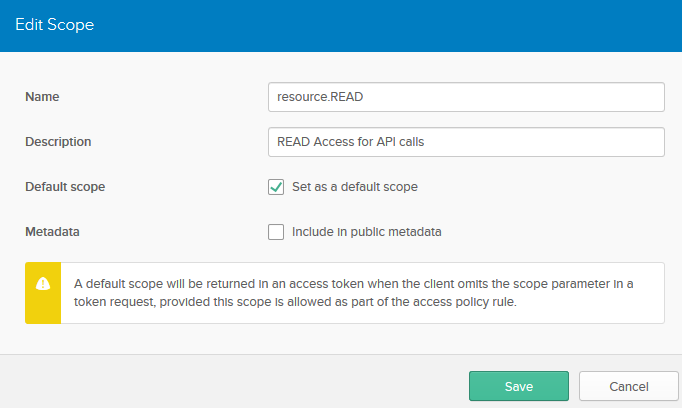 Edit Scope
Name
resource.READ
Description
READ Access for API calls
Default scope
Set as a default scope
Metadata
Include in public metadata
A default scope will be returned in an access token when the client omits the scope parameter in a
token request, provided this scope is allowed as part of the access policy rule.
Save
Cancel